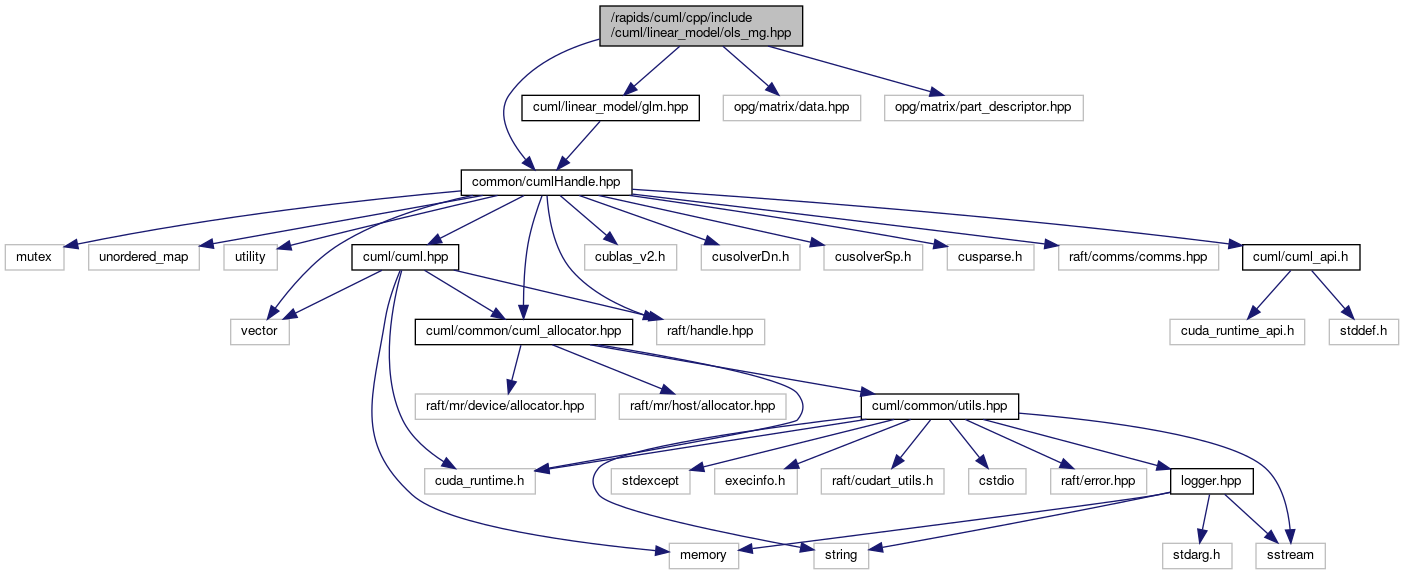 /rapids/cuml/cpp/include
/cuml/linear_model/ols_mg.hpp
cuml/linear_model/glm.hpp
opg/matrix/data.hpp
opg/matrix/part_descriptor.hpp
common/cumlHandle.hpp
mutex
unordered_map
utility
cuml/cuml.hpp
cublas_v2.h
cusolverDn.h
cusolverSp.h
cusparse.h
raft/comms/comms.hpp
cuml/cuml_api.h
vector
cuml/common/cuml_allocator.hpp
raft/handle.hpp
cuda_runtime_api.h
stddef.h
raft/mr/device/allocator.hpp
raft/mr/host/allocator.hpp
cuml/common/utils.hpp
cuda_runtime.h
stdexcept
execinfo.h
raft/cudart_utils.h
cstdio
raft/error.hpp
logger.hpp
memory
string
stdarg.h
sstream